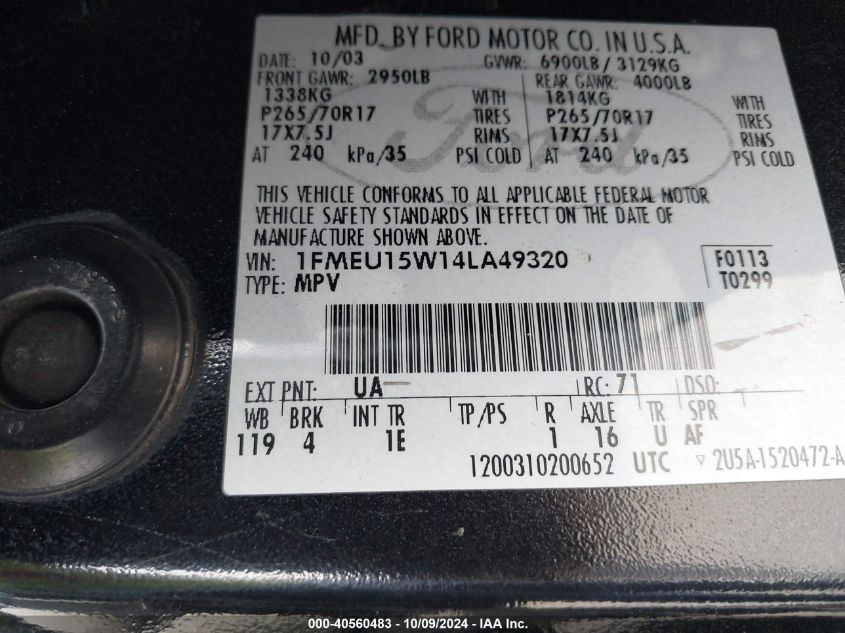 MFD. BY FORD MOTOR CO. IN U.S.A.
DATE: 10/03 GVWR: 6900LB / 3129KG
FRONT GAWR: 2950LB REAR GAWR: 4000LB
1338KG WITH 1814KG WITH
P265/70R17 TIRES P265/70R17 TIRES
17X7.5J RIMS 17X7.5J RIMS
AT 240 kPa/35 PSI COLD AT 240 kPa/35 PSI COLD
Ford
THIS VEHICLE CONFORMS TO ALL APPLICABLE FEDERAL MOTOR
VEHICLE SAFETY STANDARDS IN EFFECT ON THE DATE OF
MANUFACTURE SHOWN ABOVE.
VIN: 1FMEU15W14LA49320 F0113
TYPE: MPV T0299
EXT PNT: UA RC: 71 DSO:
WB BRK INT TR TP/PS R AXLE TR SPR
119 4 1E 1 16 U AF
1200310200652 UTC ▽ 2U5A-1520472-A
000-40560483 - 10/09/2024 - IAA Inc.